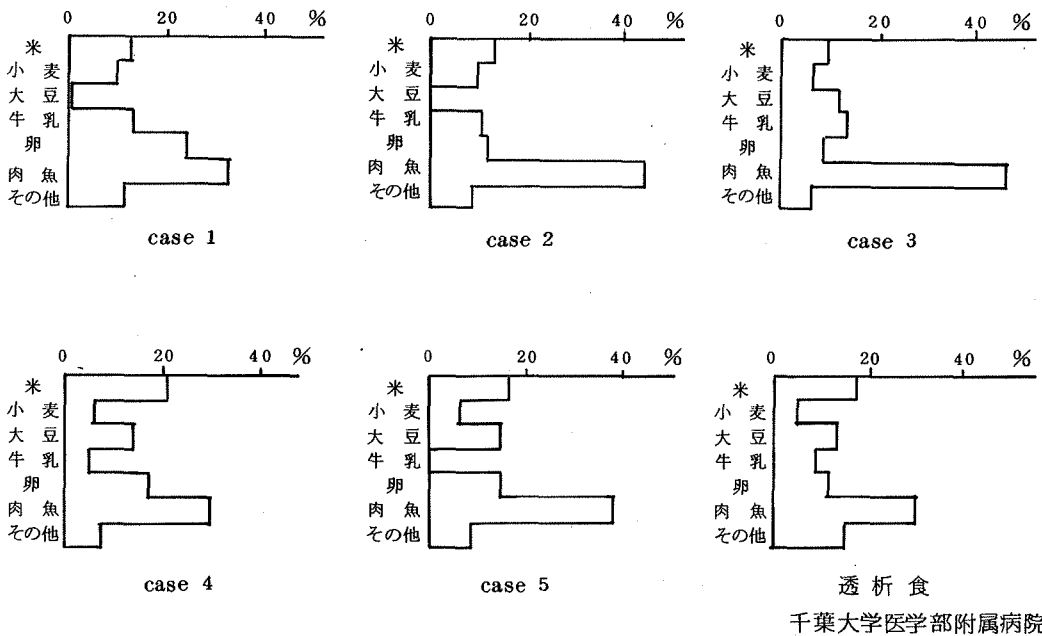 0 20 40 %
米
小麦
大豆
牛乳
卵
肉魚
その他
case 1
0 20 40 %
米
小麦
大豆
牛乳
卵
肉魚
その他
case 2
0 20 40 %
米
小麦
大豆
牛乳
卵
肉魚
その他
case 3
0 20 40 %
米
小麦
大豆
牛乳
卵
肉魚
その他
case 4
0 20 40 %
米
小麦
大豆
牛乳
卵
肉魚
その他
case 5
0 20 40 %
米
小麦
大豆
牛乳
卵
肉魚
その他
透析食
千葉大学医学部附属病院